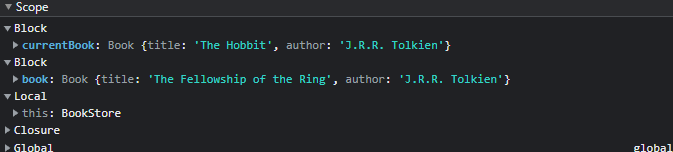 Scope
Block
currentBook: Book {title: 'The Hobbit', author: 'J.R.R. Tolkien'}
Block
book: Book {title: 'The Fellowship of the Ring', author: 'J.R.R. Tolkien'}
Local
this: BookStore
Closure
Global global